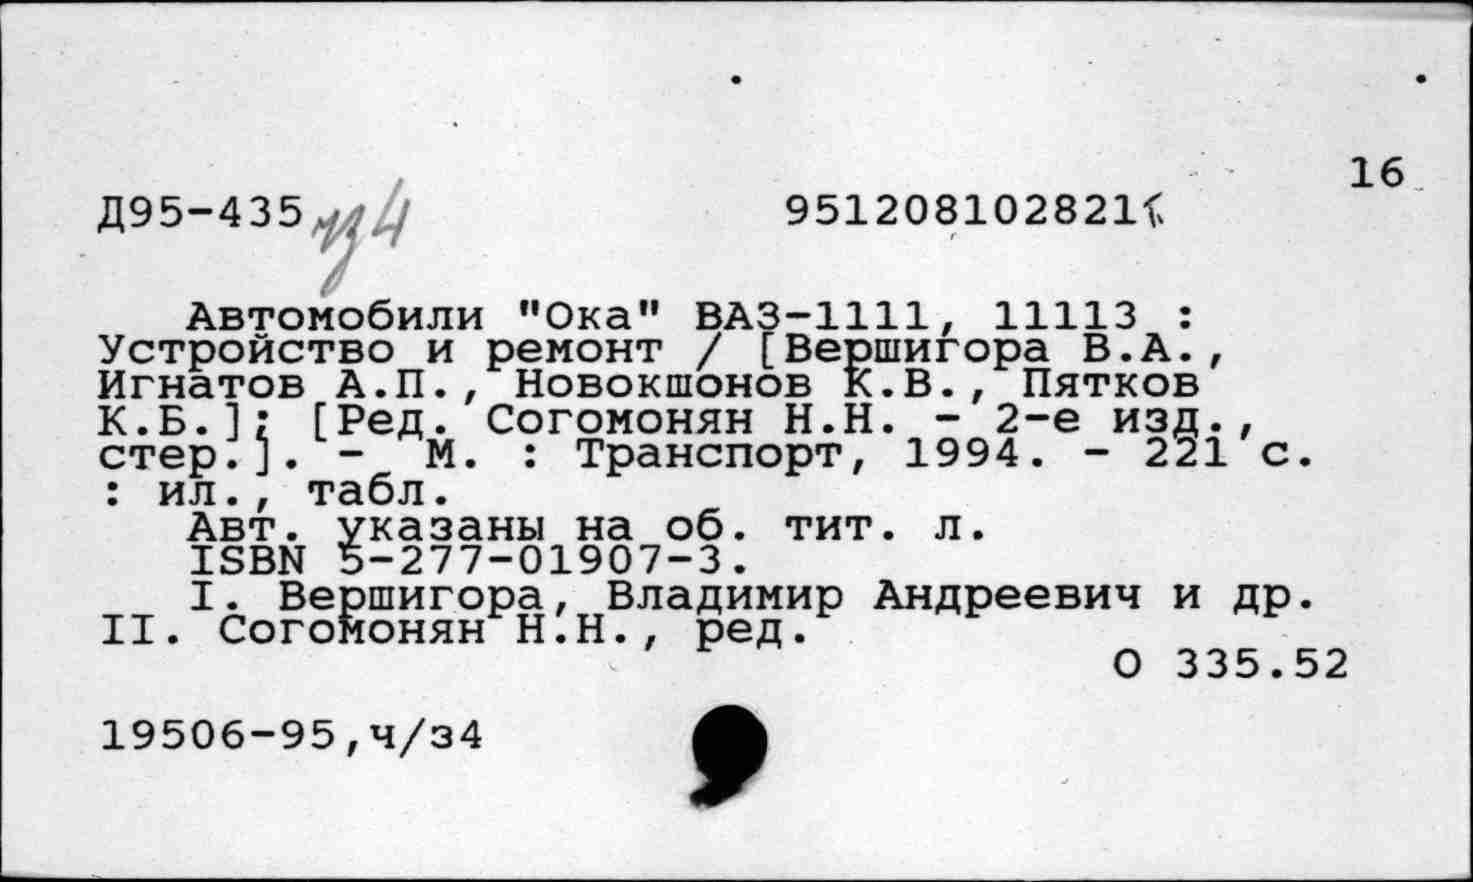 16
Д95-435 951208102821
Автомобили "Ока" ВАЗ-1111, 11113 :
Устройство и ремонт / [Вершигора В.А.,
Игнатов А.П., Новокшонов К.В., Пятков
К.Б.]; [Ред. Согомонян Н.Н. - 2-е изд.,
стер.]. - М. : Транспорт, 1994. - 221 с.
: ил., табл.
Авт. указаны на об. тит. л.
ISBN 5-277-01907-3.
I. Вершигора, Владимир Андреевич и др.
II. Согомонян Н.Н., ред.
О 335.52
19506-95,ч/з4